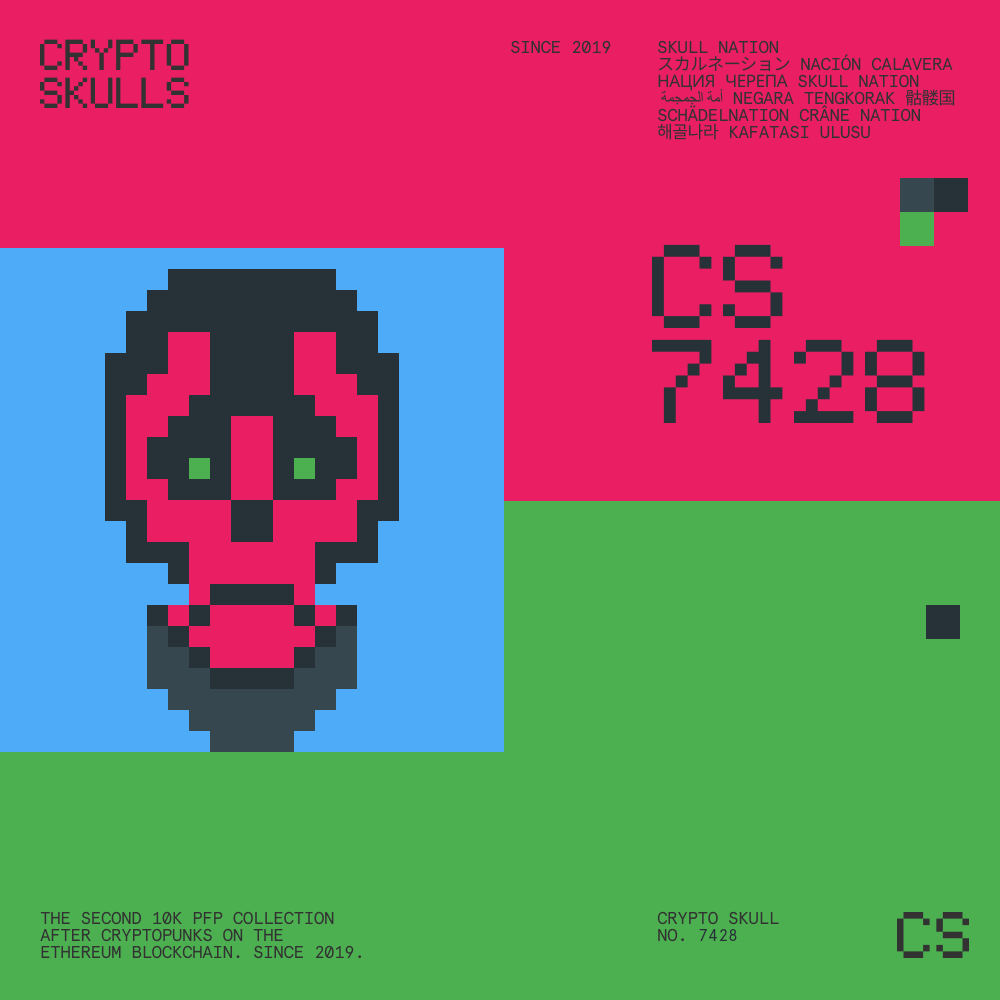 CRYPTO
SKULLS
SINCE 2019
SKULL NATION
スカルネーション NACIÓN CALAVERA
НАЦИЯ ЧЕРЕПА SKULL NATION
أمة الجمجمة NEGARA TENGKORAK 骷髅国
SCHÄDELNATION CRÂNE NATION
해골나라 KAFATASI ULUSU
CS
7428
THE SECOND 10K PFP COLLECTION
AFTER CRYPTOPUNKS ON THE
ETHEREUM BLOCKCHAIN. SINCE 2019.
CRYPTO SKULL
NO. 7428
CS